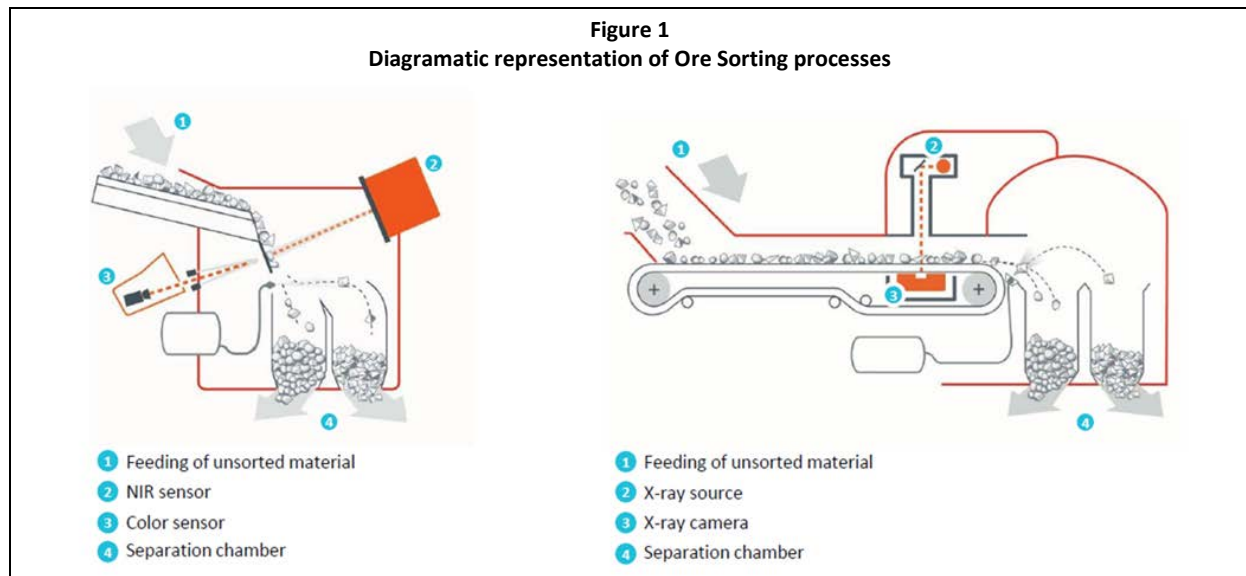 Figure 1
Diagramatic representation of Ore Sorting processes
1
2
3
4
1 Feeding of unsorted material
2 NIR sensor
3 Color sensor
4 Separation chamber
1
2
3
4
1 Feeding of unsorted material
2 X-ray source
3 X-ray camera
4 Separation chamber